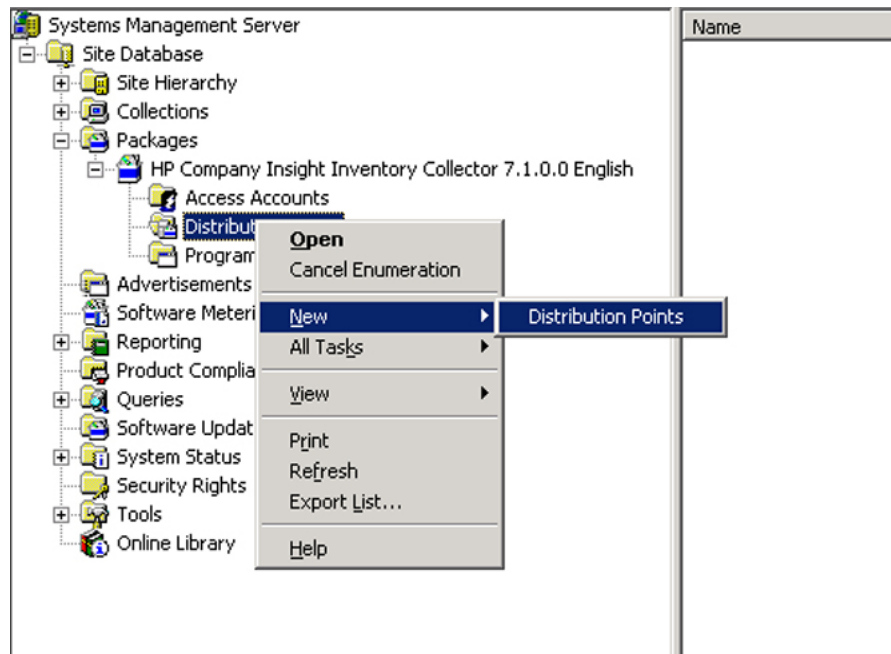 Systems Management Server
Name
Site Database
Site Hierarchy
Collections
Packages
HP Company Insight Inventory Collector 7.1.0.0 English
Access Accounts
Distribut
Program
Advertisements
Software Meteri
Reporting
Product Complia
Queries
Software Updat
System Status
Security Rights
Tools
Online Library
Open
Cancel Enumeration
New
Distribution Points
All Tasks
View
Print
Refresh
Export List...
Help